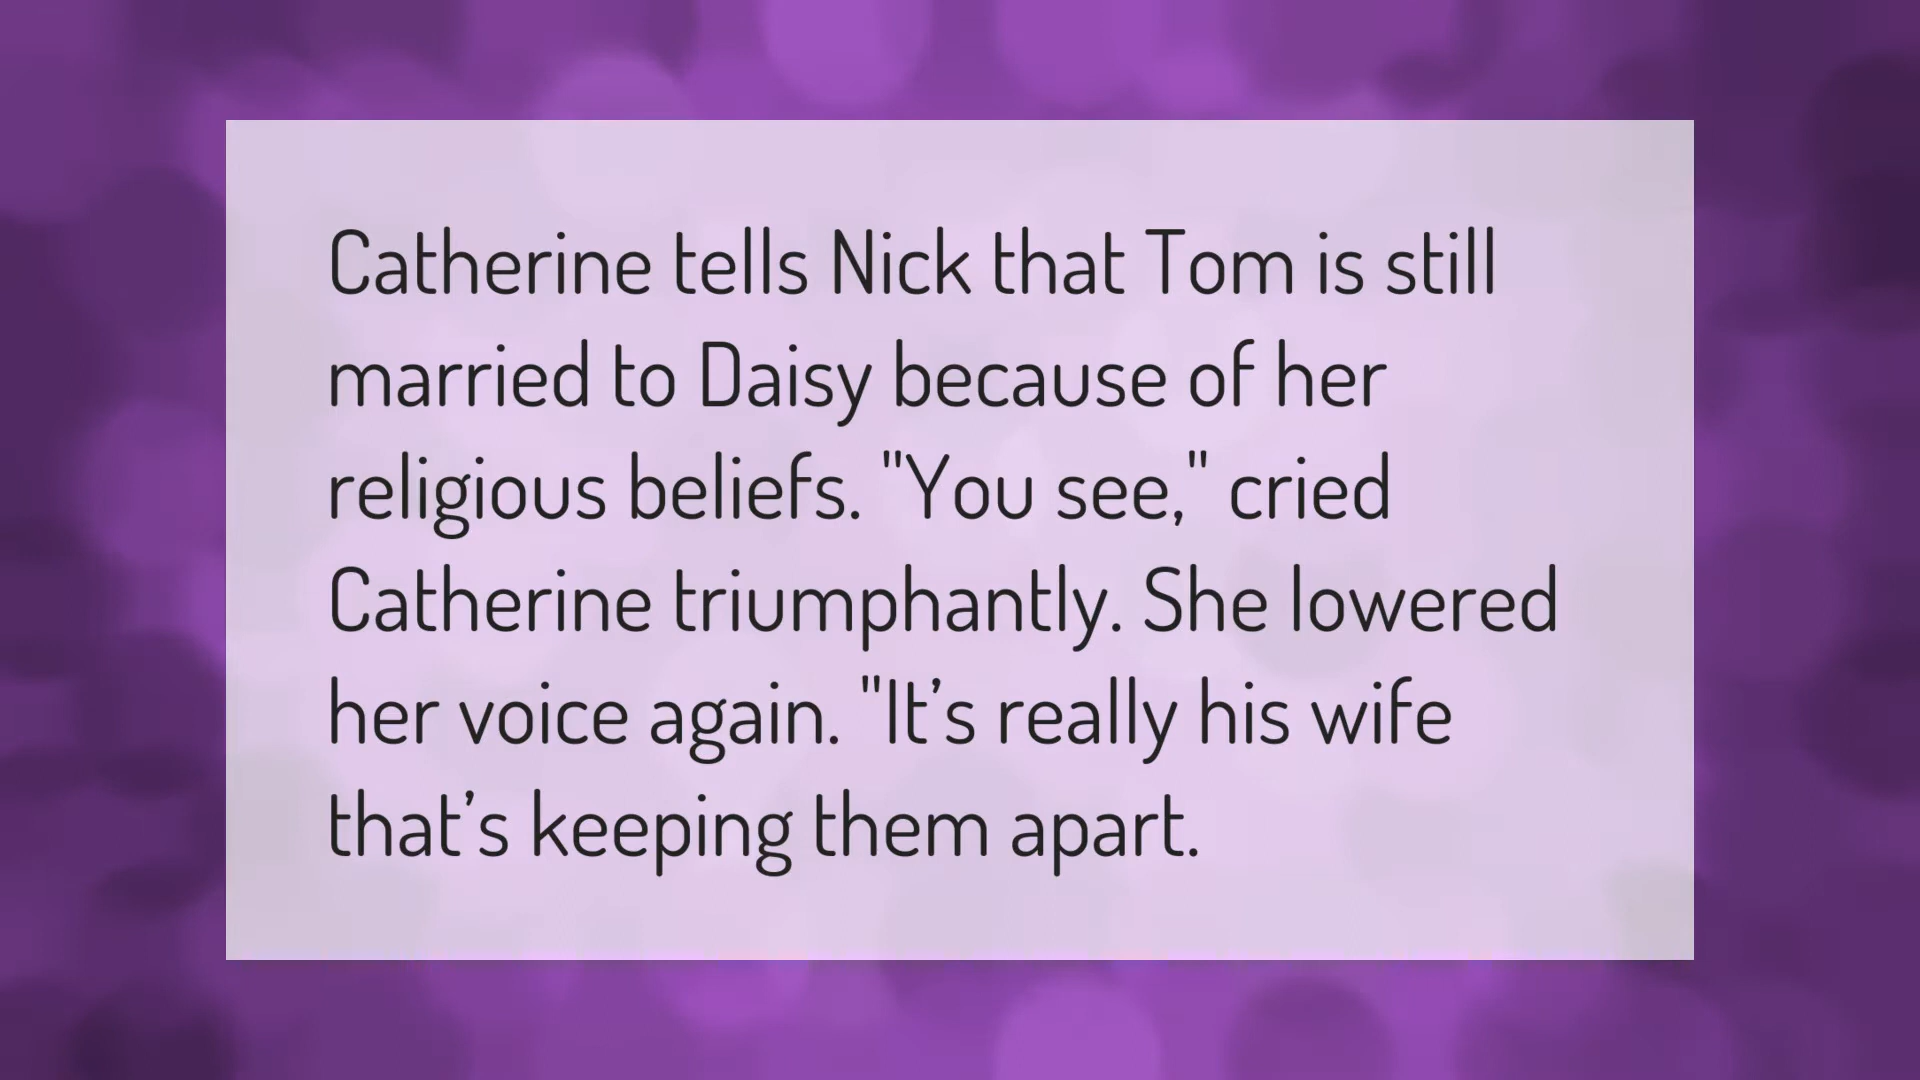 Catherine tells Nick that Tom is still
married to Daisy because of her
religious beliefs. "You see," cried
Catherine triumphantly. She lowered
her voice again. "It's really his wife
that's keeping them apart.